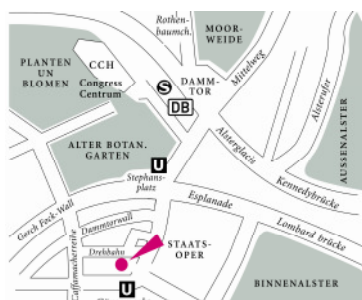 Rothen-
baumch.
MOOR-
WEIDE
Mittelweg
PLANTEN
UN
BLOMEN
CCH
Congress
Centrum
S
DAMM-
TOR
DB
Alsterufer
AUSSENALSTER
Alsterglacis
ALTER BOTAN.
GARTEN
U
Stephans-
platz
Kennedybrücke
Esplanade
Gorch Fock-Wall
Dammtorwall
Lombard brücke
Caffamacherreihe
Drehbahn
STAATS-
OPER
BINNENALSTER
U